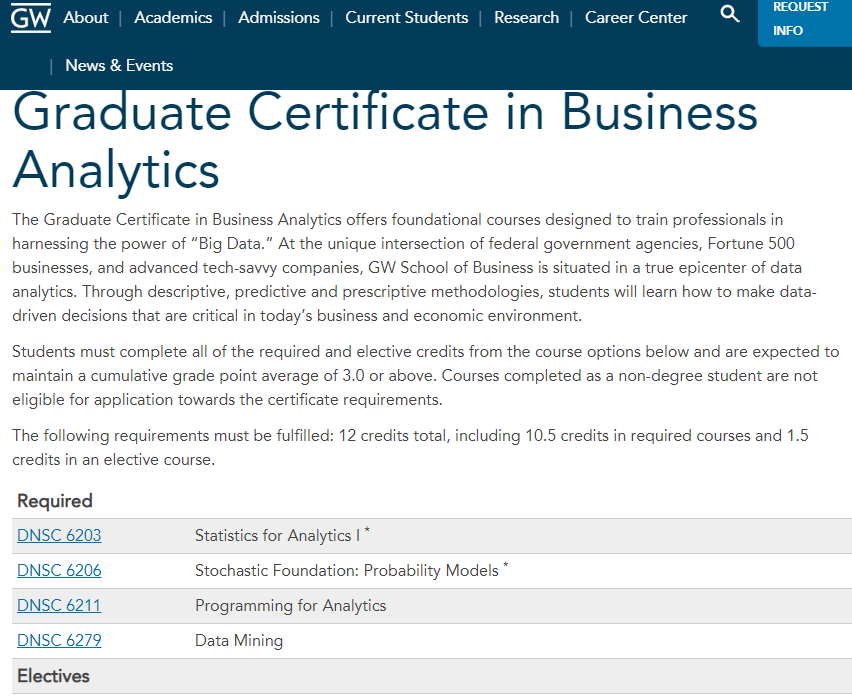 GW About | Academics | Admissions | Current Students | Research | Career Center REQUEST INFO
| News & Events
Graduate Certificate in Business
Analytics
The Graduate Certificate in Business Analytics offers foundational courses designed to train professionals in
harnessing the power of “Big Data.” At the unique intersection of federal government agencies, Fortune 500
businesses, and advanced tech-savvy companies, GW School of Business is situated in a true epicenter of data
analytics. Through descriptive, predictive and prescriptive methodologies, students will learn how to make data-
driven decisions that are critical in today’s business and economic environment.
Students must complete all of the required and elective credits from the course options below and are expected to
maintain a cumulative grade point average of 3.0 or above. Courses completed as a non-degree student are not
eligible for application towards the certificate requirements.
The following requirements must be fulfilled: 12 credits total, including 10.5 credits in required courses and 1.5
credits in an elective course.
Required
DNSC 6203 Statistics for Analytics I *
DNSC 6206 Stochastic Foundation: Probability Models *
DNSC 6211 Programming for Analytics
DNSC 6279 Data Mining
Electives